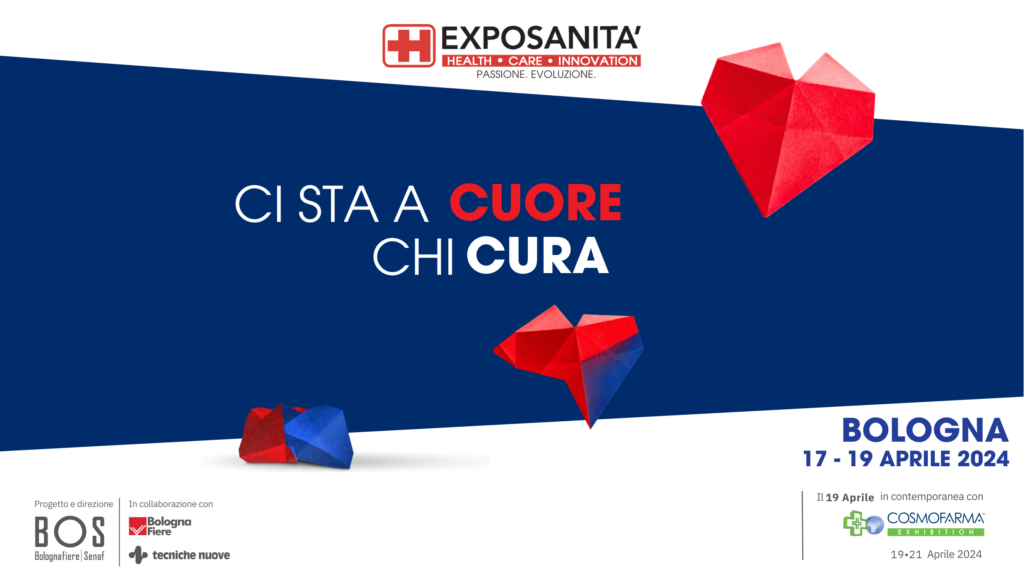 EXPOSANITA'
HEALTH • CARE • INNOVATION
PASSIONE. EVOLUZIONE.
CI STA A CUORE
CHI CURA
BOLOGNA
17 - 19 APRILE 2024
Progetto e direzione
BOS
BolognaFiere|Senaf
In collaborazione con
Bologna
Fiere
tecniche nuove
Il 19 Aprile in contemporanea con
COSMOFARMA®
EXHIBITION
19•21 Aprile 2024